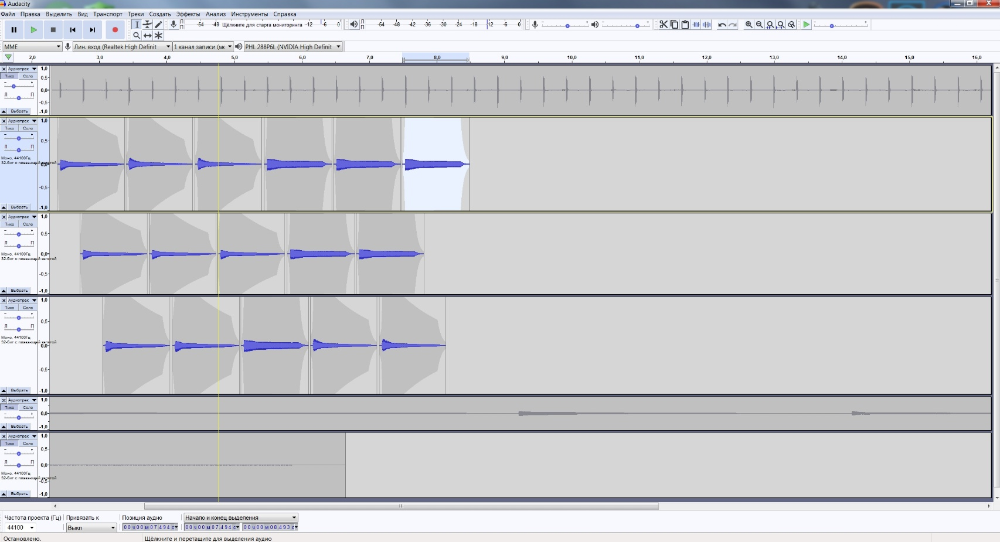 Audacity
Файл Правка Выделить Вид Транспорт Треки Создать Эффекты Анализ Инструменты Справка
Л П -54 -48 Щёлкните для старта мониторинга -12 -6 0 Л П -54 -48 -42 -36 -30 -24 -18 -12 -6 0
MME Лин. вход (Realtek High Definit 1 канал записи (мк PHL 288P6L (NVIDIA High Definit
2,0 3,0 4,0 5,0 6,0 7,0 8,0 9,0 10,0 11,0 12,0 13,0 14,0 15,0 16,0
Аудиотрек 1,0
Тихо Соло 0,5
- +
0,0
Л П
-0,5
Выбрать -1,0
Аудиотрек 1,0
Тихо Соло
- + 0,5
Л П
Моно, 44100Гц
32-бит с плавающей запятой 0,0
-0,5
Выбрать -1,0
Аудиотрек 1,0
Тихо Соло
- + 0,5
Л П
Моно, 44100Гц 0,0
32-бит с плавающей запятой
-0,5
Выбрать -1,0
Аудиотрек 1,0
Тихо Соло
- +
0,5
Л П
Моно, 44100Гц
32-бит с плавающей запятой
0,0
-0,5
Выбрать -1,0
Аудиотрек 1,0
Тихо Соло
- + 0,0
Выбрать -1,0
Аудиотрек 1,0
Тихо Соло
- + 0,5
Л П 0,0
Моно, 44100Гц
32-бит с плавающей запятой
-0,5
Выбрать -1,0
Частота проекта (Гц) Привязать к Позиция аудио Начало и конец выделения
44100 Выкл 00 ч 00 м 07,494 с 00 ч 00 м 07,494 с 00 ч 00 м 08,493 с
Остановлено. Щёлкните и перетащите для выделения аудио